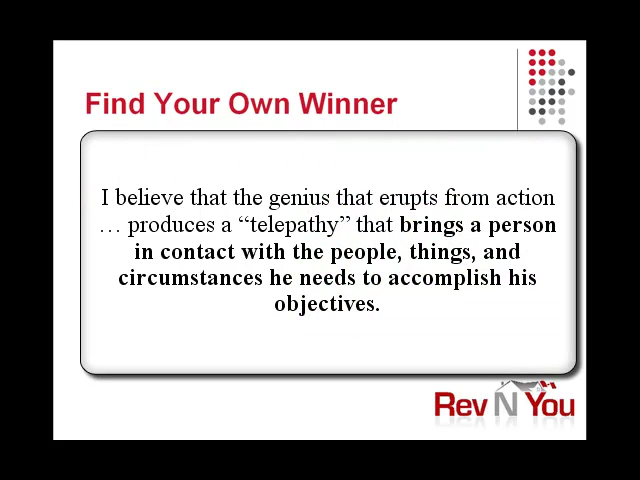 Find Your Own Winner
I believe that the genius that erupts from action
… produces a “telepathy” that brings a person
in contact with the people, things, and
circumstances he needs to accomplish his
objectives.
Rev N You